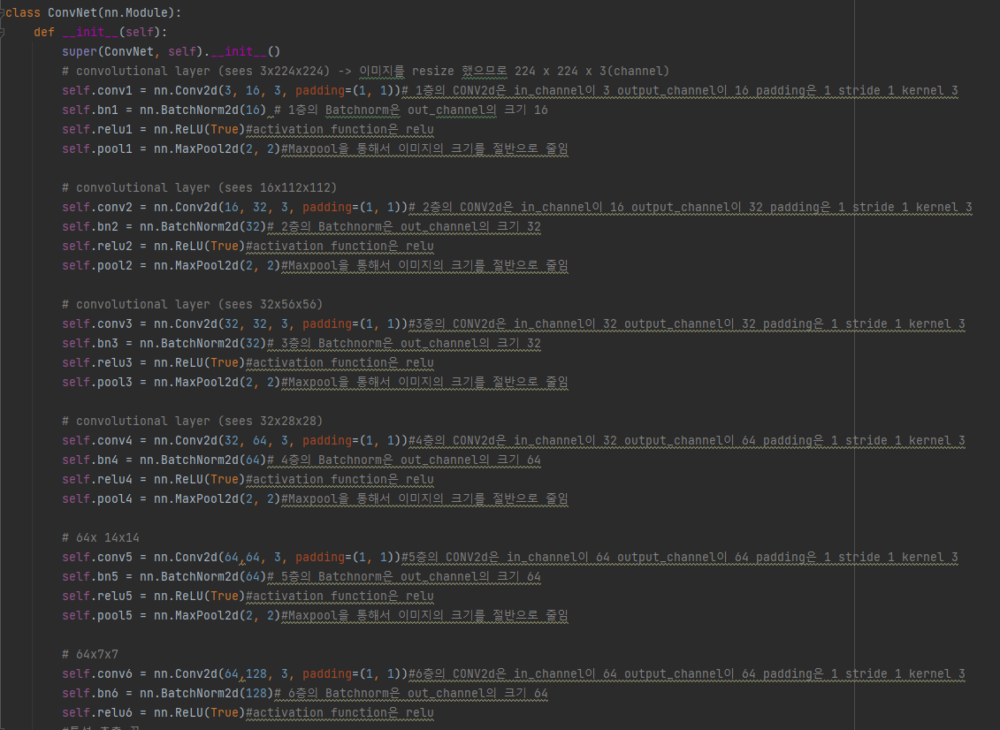 class ConvNet(nn.Module):
def __init__(self):
super(ConvNet, self).__init__()
# convolutional layer (sees 3x224x224) -> 이미지를 resize 했으므로 224 x 224 x 3(channel)
self.conv1 = nn.Conv2d(3, 16, 3, padding=(1, 1))# 1층의 CONV2d은 in_channel이 3 output_channel이 16 padding은 1 stride 1 kernel 3
self.bn1 = nn.BatchNorm2d(16) # 1층의 Batchnorm은 out_channel의 크기 16
self.relu1 = nn.ReLU(True)#activation function은 relu
self.pool1 = nn.MaxPool2d(2, 2)#Maxpool을 통해서 이미지의 크기를 절반으로 줄임
# convolutional layer (sees 16x112x112)
self.conv2 = nn.Conv2d(16, 32, 3, padding=(1, 1))# 2층의 CONV2d은 in_channel이 16 output_channel이 32 padding은 1 stride 1 kernel 3
self.bn2 = nn.BatchNorm2d(32)# 2층의 Batchnorm은 out_channel의 크기 32
self.relu2 = nn.ReLU(True)#activation function은 relu
self.pool2 = nn.MaxPool2d(2, 2)#Maxpool을 통해서 이미지의 크기를 절반으로 줄임
# convolutional layer (sees 32x56x56)
self.conv3 = nn.Conv2d(32, 32, 3, padding=(1, 1))#3층의 CONV2d은 in_channel이 32 output_channel이 32 padding은 1 stride 1 kernel 3
self.bn3 = nn.BatchNorm2d(32)# 3층의 Batchnorm은 out_channel의 크기 32
self.relu3 = nn.ReLU(True)#activation function은 relu
self.pool3 = nn.MaxPool2d(2, 2)#Maxpool을 통해서 이미지의 크기를 절반으로 줄임
# convolutional layer (sees 32x28x28)
self.conv4 = nn.Conv2d(32, 64, 3, padding=(1, 1))#4층의 CONV2d은 in_channel이 32 output_channel이 64 padding은 1 stride 1 kernel 3
self.bn4 = nn.BatchNorm2d(64)# 4층의 Batchnorm은 out_channel의 크기 64
self.relu4 = nn.ReLU(True)#activation function은 relu
self.pool4 = nn.MaxPool2d(2, 2)#Maxpool을 통해서 이미지의 크기를 절반으로 줄임
# 64x 14x14
self.conv5 = nn.Conv2d(64,64, 3, padding=(1, 1))#5층의 CONV2d은 in_channel이 64 output_channel이 64 padding은 1 stride 1 kernel 3
self.bn5 = nn.BatchNorm2d(64)# 5층의 Batchnorm은 out_channel의 크기 64
self.relu5 = nn.ReLU(True)#activation function은 relu
self.pool5 = nn.MaxPool2d(2, 2)#Maxpool을 통해서 이미지의 크기를 절반으로 줄임
# 64x7x7
self.conv6 = nn.Conv2d(64,128, 3, padding=(1, 1))#6층의 CONV2d은 in_channel이 64 output_channel이 64 padding은 1 stride 1 kernel 3
self.bn6 = nn.BatchNorm2d(128)# 6층의 Batchnorm은 out_channel의 크기 64
self.relu6 = nn.ReLU(True)#activation function은 relu